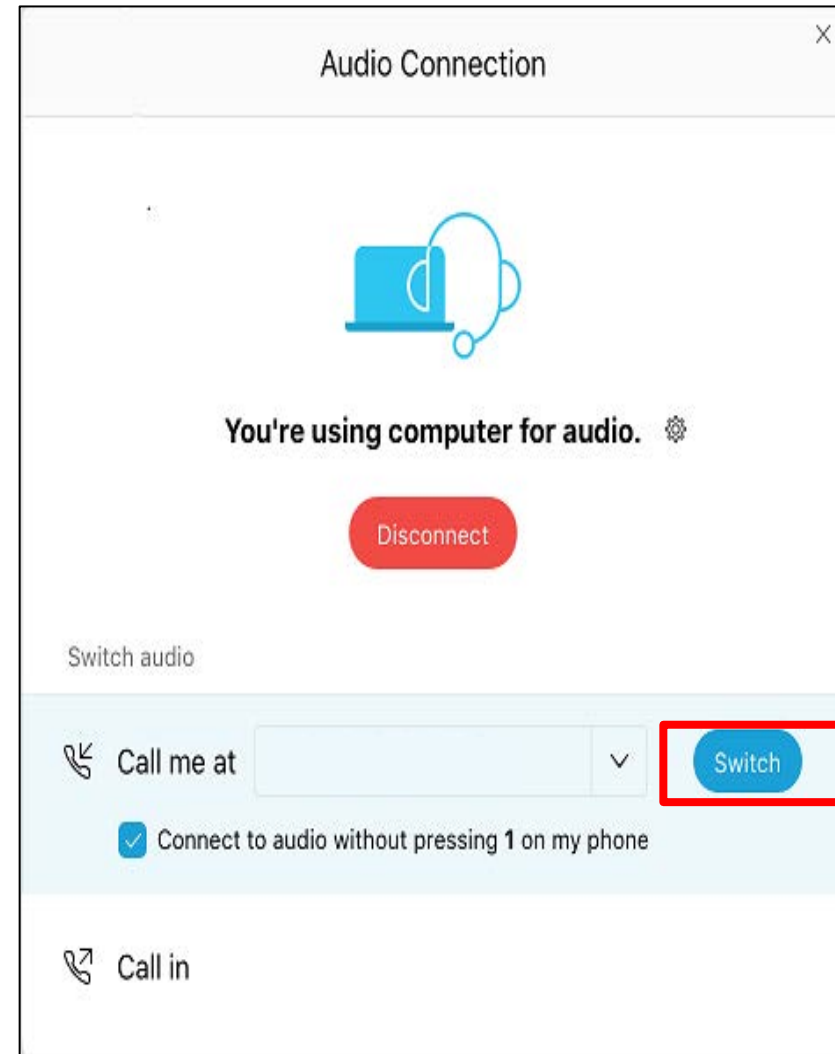 Audio Connection
You're using computer for audio.
Disconnect
Switch audio
Call me at
Switch
Connect to audio without pressing 1 on my phone
Call in